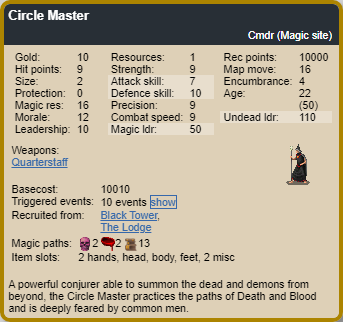 Circle Master
Cmdr (Magic site)
Gold: 10 Resources: 1 Rec points: 10000
Hit points: 9 Strength: 9 Map move: 16
Size: 2 Attack skill: 7 Encumbrance: 4
Protection: 0 Defence skill: 10 Age: 22
Magic res: 16 Precision: 9 (50)
Morale: 12 Combat speed: 9 Undead ldr: 110
Leadership: 10 Magic ldr: 50
Weapons:
Quarterstaff
Basecost: 10010
Triggered events: 10 events show
Recruited from: Black Tower,
The Lodge
Magic paths: 2 2 13
Item slots: 2 hands, head, body, feet, 2 misc
A powerful conjurer able to summon the dead and demons from
beyond, the Circle Master practices the paths of Death and Blood
and is deeply feared by common men.